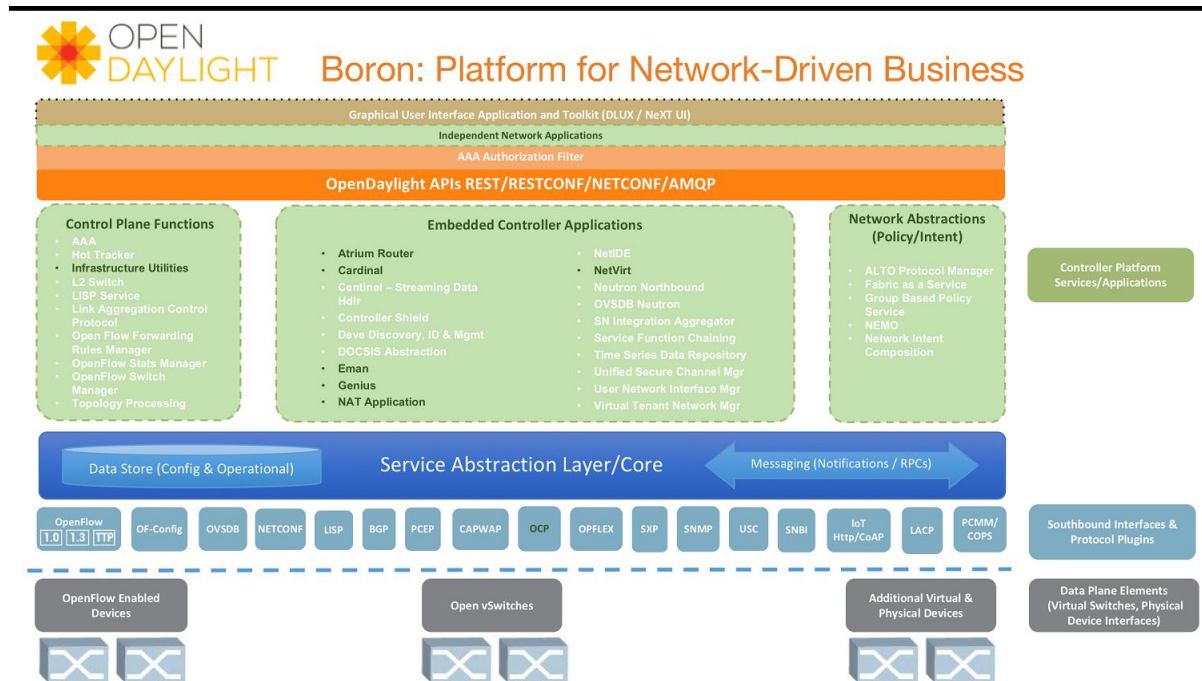 OPEN
DAYLIGHT
Boron: Platform for Network-Driven Business
Graphical User Interface Application and Toolkit (DLUX / NeXT UI)
Independent Network Applications
AAA Authorization Filter
OpenDaylight APIs REST/RESTCONF/NETCONF/AMQP
Control Plane Functions
• AAA
• Hot Tracker
• Infrastructure Utilities
• L2 Switch
• LISP Service
• Link Aggregation Control
Protocol
• Open Flow Forwarding
Rules Manager
• OpenFlow Stats Manager
• OpenFlow Switch
Manager
• Topology Processing
Embedded Controller Applications
• Atrium Router
• Cardinal
• Centinel – Streaming Data
Hdlr
• Controller Shield
• Deve Discovery, ID & Mgmt
• DOCSIS Abstraction
• Eman
• Genius
• NAT Application
• NetIDE
• NetVirt
• Neutron Northbound
• OVSDB Neutron
• SN Integration Aggregator
• Service Function Chaining
• Time Series Data Repository
• Unified Secure Channel Mgr
• User Network Interface Mgr
• Virtual Tenant Network Mgr
Network Abstractions
(Policy/Intent)
• ALTO Protocol Manager
• Fabric as a Service
• Group Based Policy
Service
• NEMO
• Network Intent
Composition
Controller Platform
Services/Applications
Data Store (Config & Operational)
Service Abstraction Layer/Core
Messaging (Notifications / RPCs)
OpenFlow
1.0 1.3 TTP
OF-Config
OVSDB
NETCONF
LISP
BGP
PCEP
CAPWAP
OCP
OPFLEX
SXP
SNMP
USC
SNBI
IoT
Http/CoAP
LACP
PCMM/
COPS
Southbound Interfaces &
Protocol Plugins
OpenFlow Enabled
Devices
Open vSwitches
Additional Virtual &
Physical Devices
Data Plane Elements
(Virtual Switches, Physical
Device Interfaces)